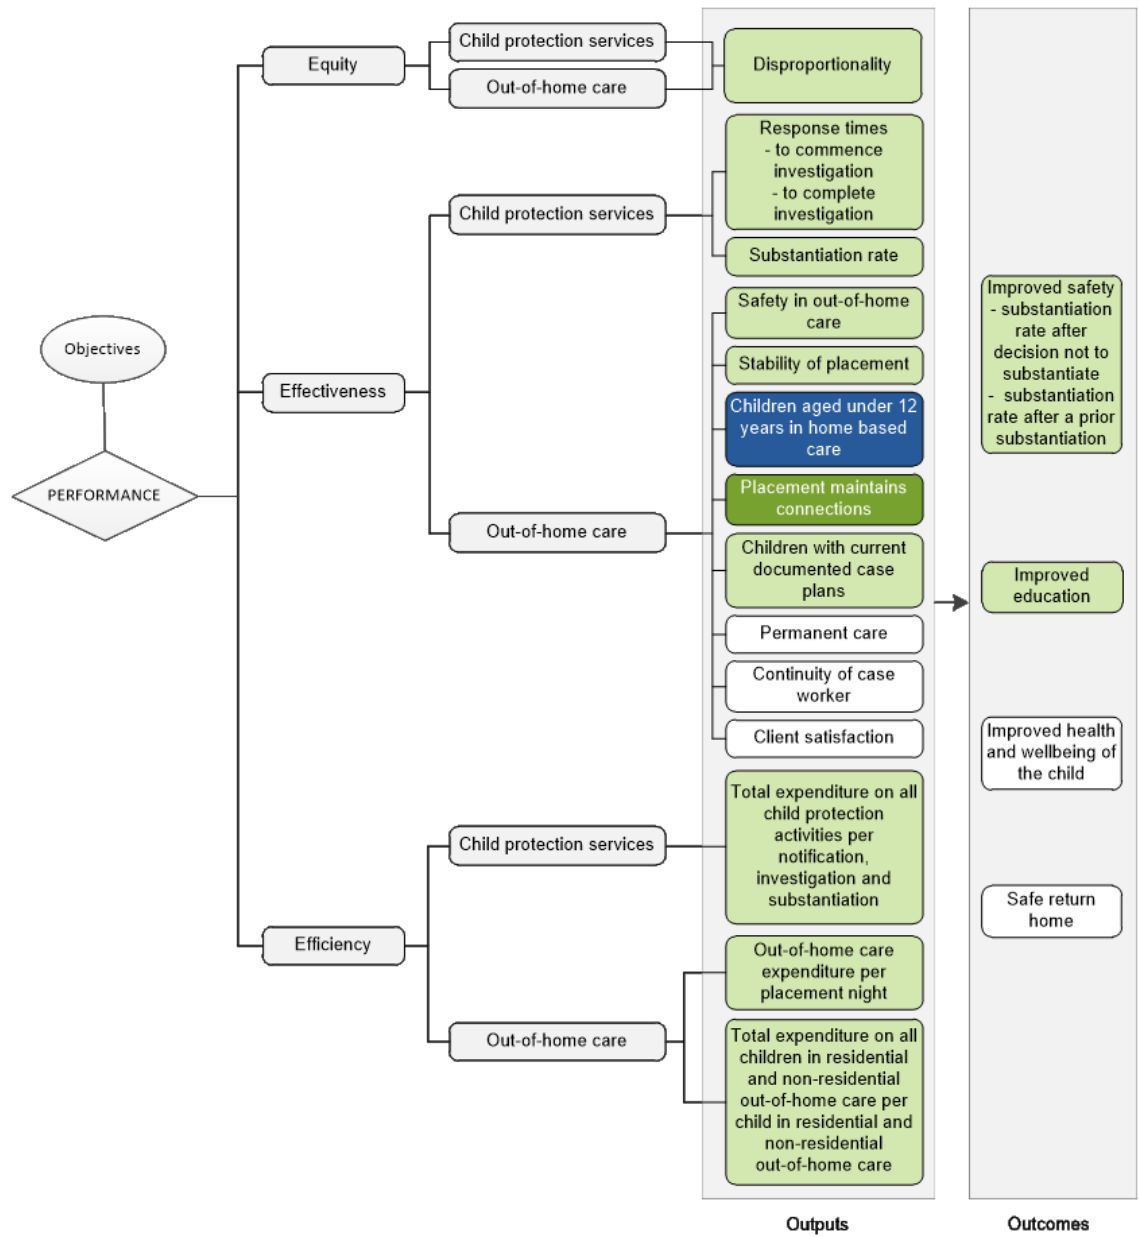 Objectives
PERFORMANCE
Equity
Child protection services
Out-of-home care
Disproportionality
Effectiveness
Child protection services
Response times
- to commence
investigation
- to complete
investigation
Substantiation rate
Out-of-home care
Safety in out-of-home
care
Stability of placement
Children aged under 12
years in home based
care
Placement maintains
connections
Children with current
documented case
plans
Permanent care
Continuity of case
worker
Client satisfaction
Efficiency
Child protection services
Total expenditure on all
child protection
activities per
notification,
investigation and
substantiation
Out-of-home care
Out-of-home care
expenditure per
placement night
Total expenditure on all
children in residential
and non-residential
out-of-home care per
child in residential and
non-residential
out-of-home care
Outputs
Improved safety
- substantiation
rate after
decision not to
substantiate
- substantiation
rate after a prior
substantiation
Improved
education
Improved health
and wellbeing of
the child
Safe return
home
Outcomes